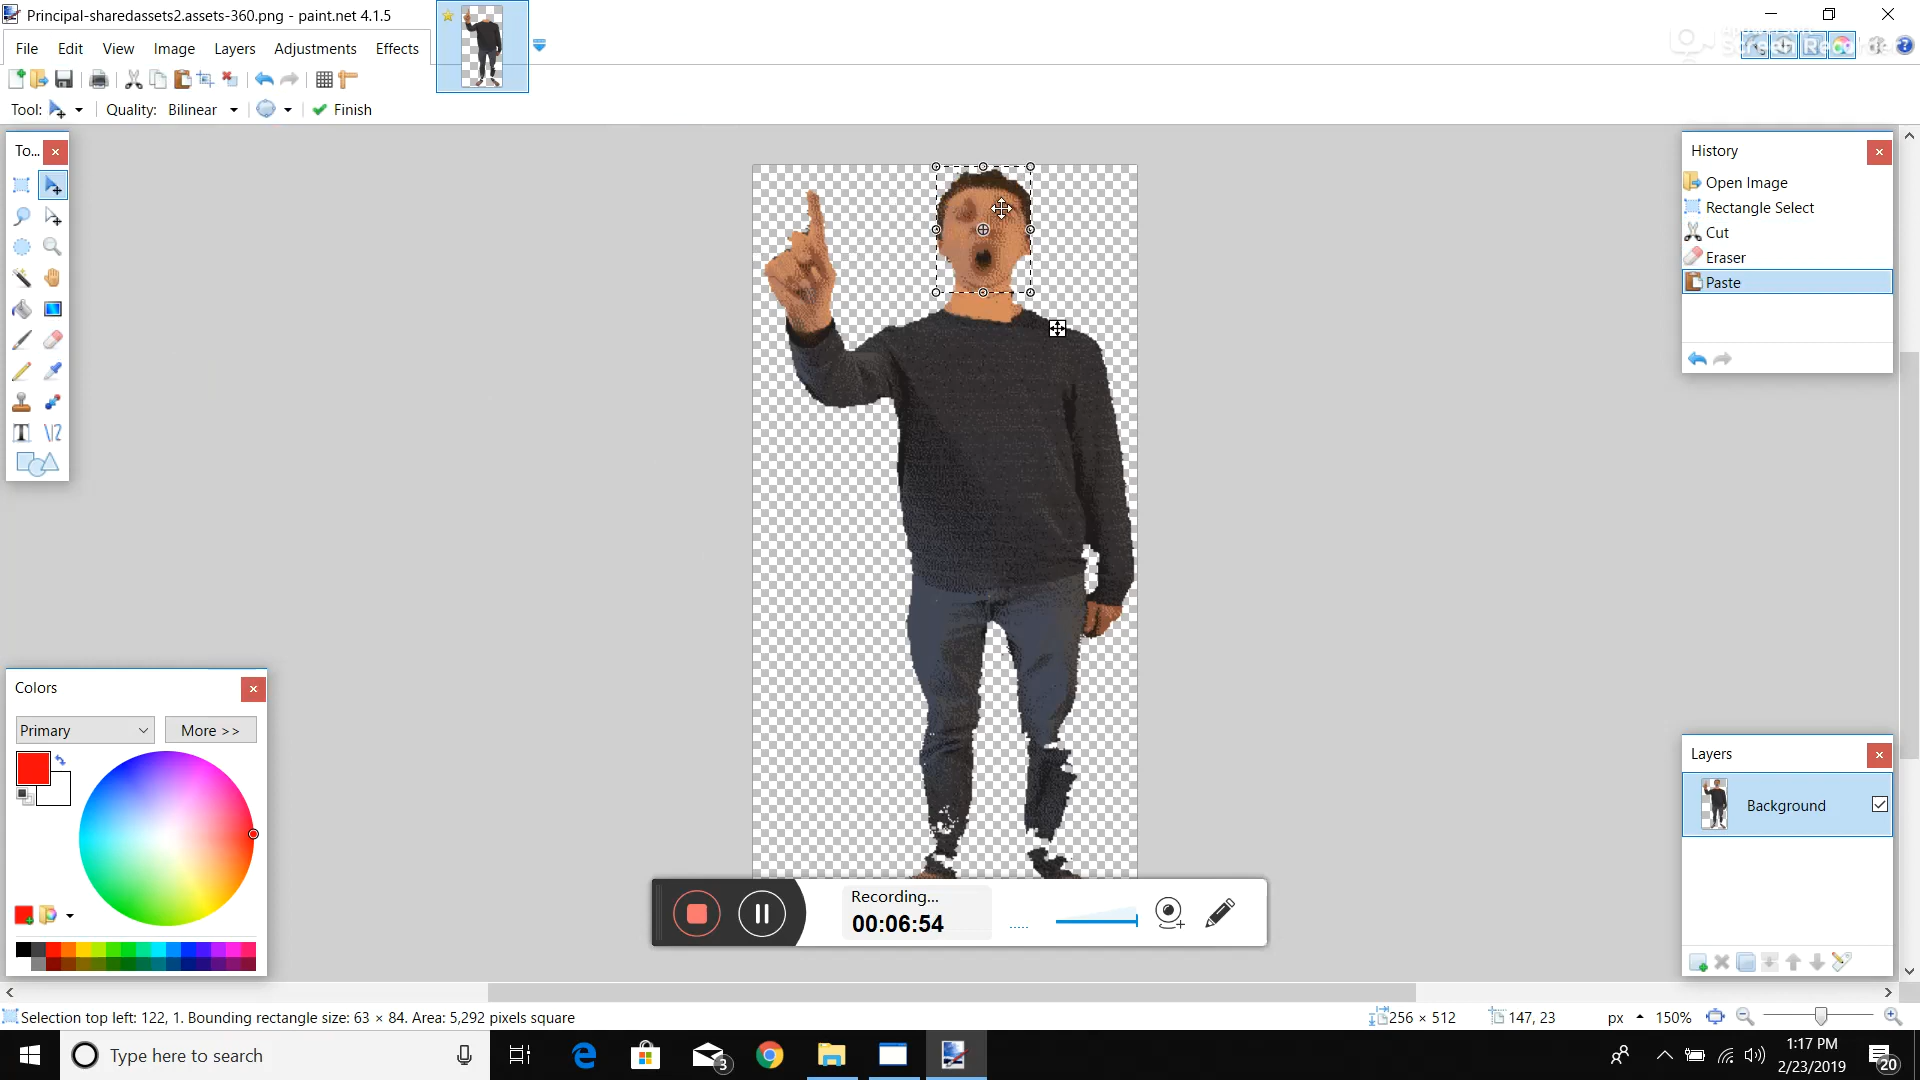 Principal-sharedassets2.assets-360.png - paint.net 4.1.5
File Edit View Image Layers Adjustments Effects
Tool: Quality: Bilinear Finish
To...
History
Open Image
Rectangle Select
Cut
Eraser
Paste
Colors
Primary
More >>
Layers
Background
Recording...
00:06:54
Selection top left: 122, 1. Bounding rectangle size: 63 × 84. Area: 5,292 pixels square
256 × 512
147, 23
px
150%
Type here to search
3
1:17 PM
2/23/2019
20